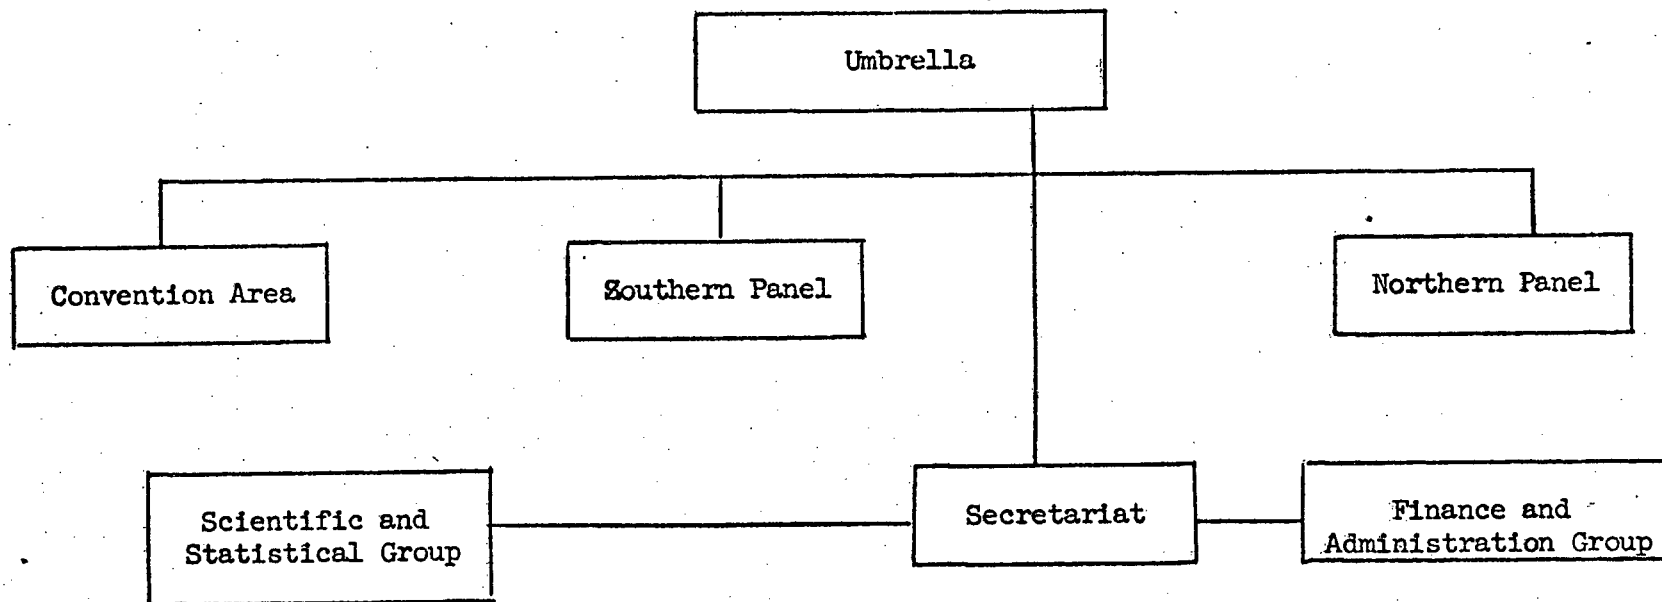 Umbrella
Convention Area
Southern Panel
Northern Panel
Scientific and
Statistical Group
Secretariat
Finance and
Administration Group